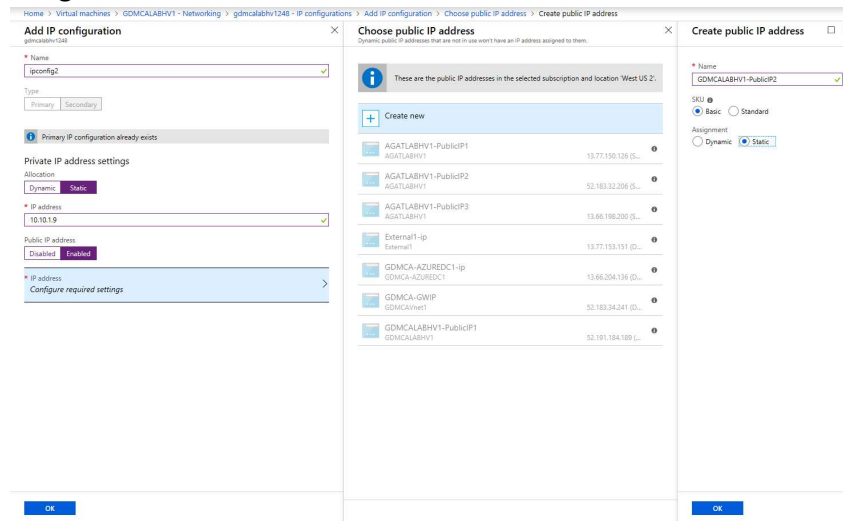 Home > Virtual machines > GDMCALABHV1 - Networking > gdmcalabhv1248 - IP configurations > Add IP configuration > Choose public IP address > Create public IP address
Add IP configuration
gdmcalabhv1248
* Name
ipconfig2
Type
Primary Secondary
Primary IP configuration already exists
Private IP address settings
Allocation
Dynamic Static
* IP address
10.10.1.9
Public IP address
Disabled Enabled
* IP address
Configure required settings
OK
Choose public IP address
Dynamic public IP addresses that are not in use won't have an IP address assigned to them.
These are the public IP addresses in the selected subscription and location 'West US 2'.
Create new
AGATLABHV1-PublicIP1
AGATLABHV1 13.77.150.126 (S...
AGATLABHV1-PublicIP2
AGATLABHV1 52.183.32.206 (S...
AGATLABHV1-PublicIP3
AGATLABHV1 13.66.198.200 (S...
External1-ip
External1 13.77.153.151 (D...
GDMCA-AZUREDC1-ip
GDMCA-AZUREDC1 13.66.204.136 (D...
GDMCA-GWIP
GDMCAVnet1 52.183.34.241 (D...
GDMCALABHV1-PublicIP1
GDMCALABHV1 52.191.184.189 (...
Create public IP address
* Name
GDMCALABHV1-PublicIP2
SKU
Basic Standard
Assignment
Dynamic Static
OK